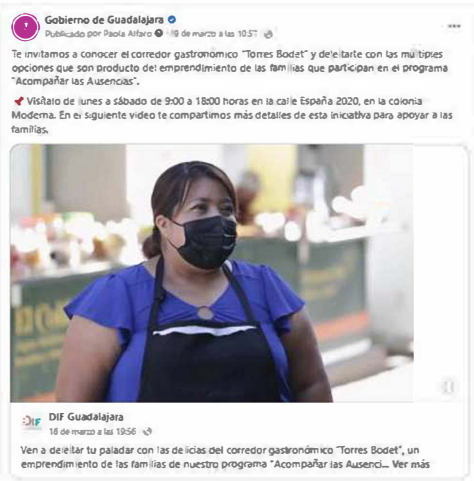 Gobierno de Guadalajara
Publicado por Paola Alfaro · 19 de marzo a las 10:57 ·
Te invitamos a conocer el corredor gastronómico "Torres Bodet" y deleitarte con las múltiples
opciones que son producto del emprendimiento de las familias que participan en el programa
"Acompañar las Ausencias".
📌 Visítalo de lunes a sábado de 9:00 a 18:00 horas en la calle España 2020, en la colonia
Moderna. En el siguiente video te compartimos más detalles de esta iniciativa para apoyar a las
familias.
DIF
DIF Guadalajara
18 de marzo a las 19:56 ·
Ven a deleitar tu paladar con las delicias del corredor gastronómico "Torres Bodet", un
emprendimiento de las familias de nuestro programa "Acompañar las Ausenci... Ver más